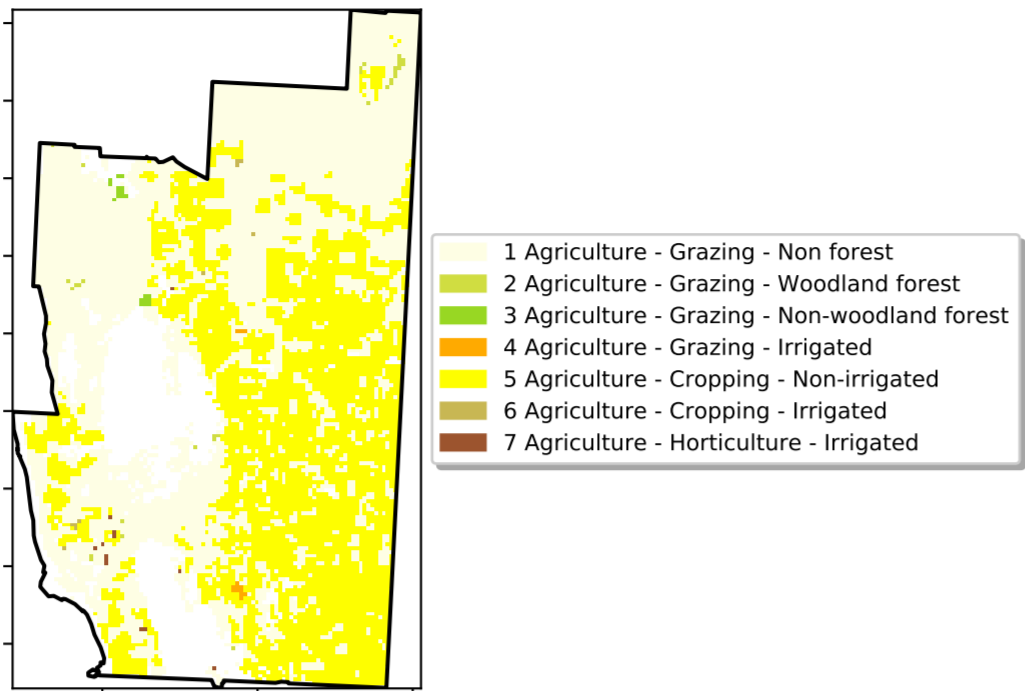 1 Agriculture - Grazing - Non forest
2 Agriculture - Grazing - Woodland forest
3 Agriculture - Grazing - Non-woodland forest
4 Agriculture - Grazing - Irrigated
5 Agriculture - Cropping - Non-irrigated
6 Agriculture - Cropping - Irrigated
7 Agriculture - Horticulture - Irrigated